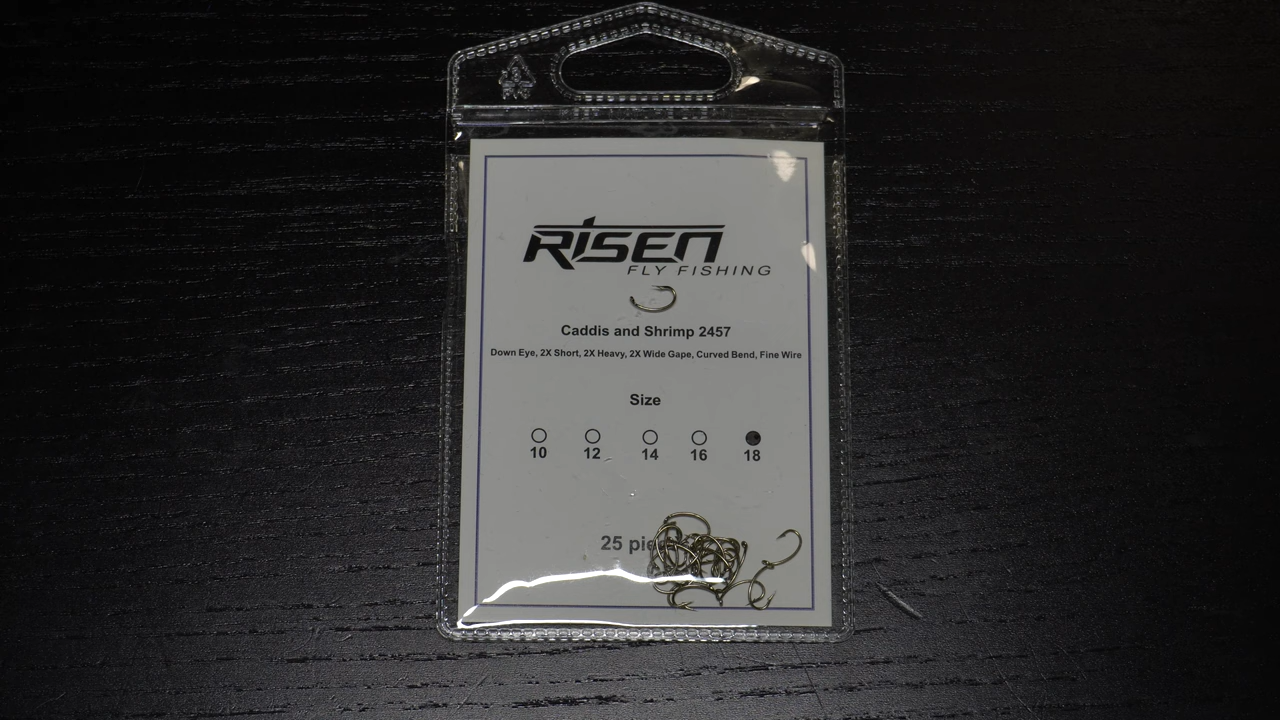 RISEN
FLY FISHING
Caddis and Shrimp 2457
Down Eye, 2X Short, 2X Heavy, 2X Wide Gape, Curved Bend, Fine Wire
Size
10 12 14 16 18
25